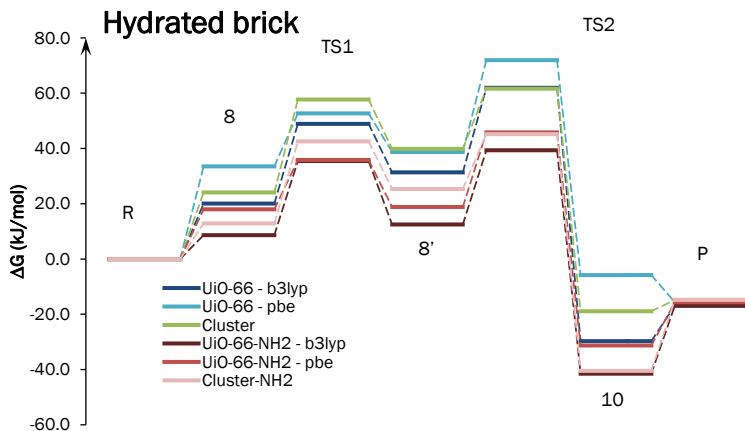 Hydrated brick
80.0
60.0
40.0
20.0
0.0
-20.0
-40.0
-60.0
ΔG (kJ/mol)
R
8
TS1
8’
TS2
10
P
UiO-66 - b3lyp
UiO-66 - pbe
Cluster
UiO-66-NH2 - b3lyp
UiO-66-NH2 - pbe
Cluster-NH2